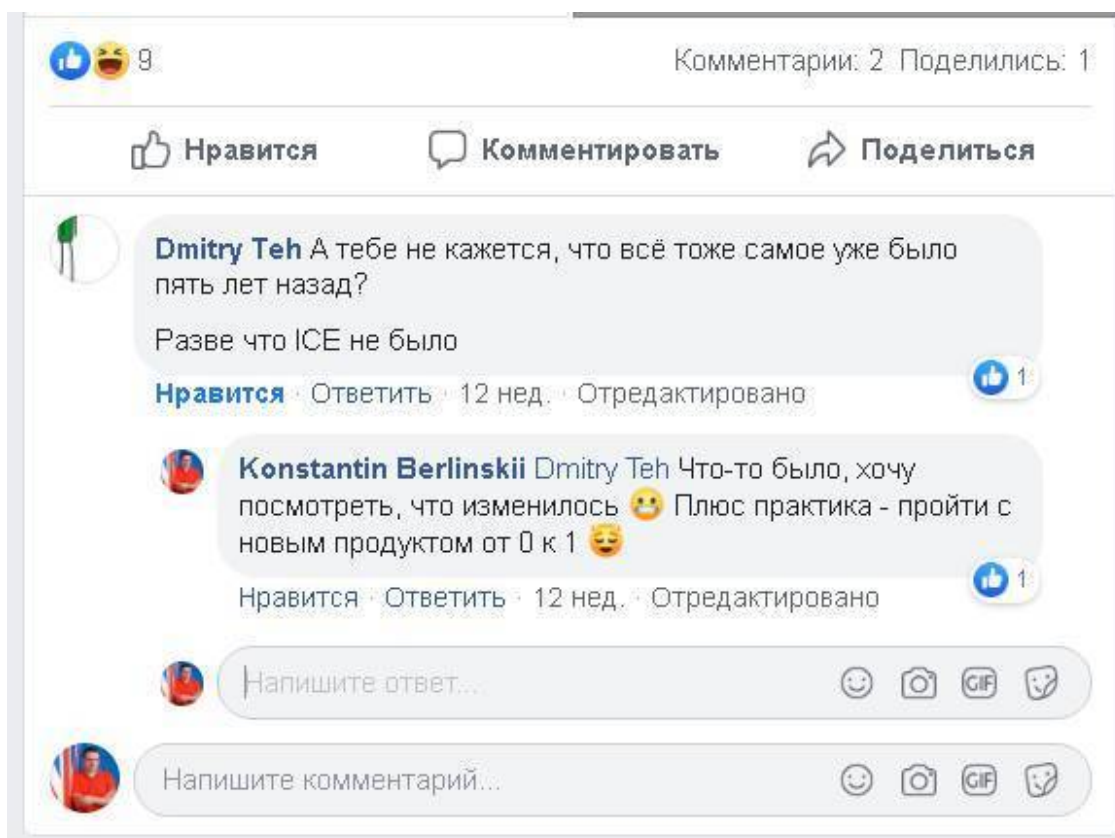 9 Комментарии: 2 Поделились: 1
Нравится Комментировать Поделиться
Dmitry Teh А тебе не кажется, что всё тоже самое уже было
пять лет назад?
Разве что ICE не было
1
Нравится · Ответить · 12 нед. · Отредактировано
Konstantin Berlinskii Dmitry Teh Что-то было, хочу
посмотреть, что изменилось 😬 Плюс практика - пройти с
новым продуктом от 0 к 1 😇
1
Нравится · Ответить · 12 нед. · Отредактировано
Напишите ответ... GIF
Напишите комментарий... GIF